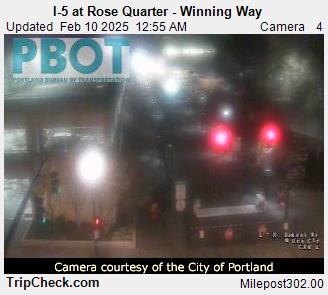 I-5 at Rose Quarter - Winning Way
Updated Feb 10 2025 12:55 AM Camera 4
PBOT
PORTLAND BUREAU OF TRANSPORTATION
Camera courtesy of the City of Portland
TripCheck.com Milepost302.00